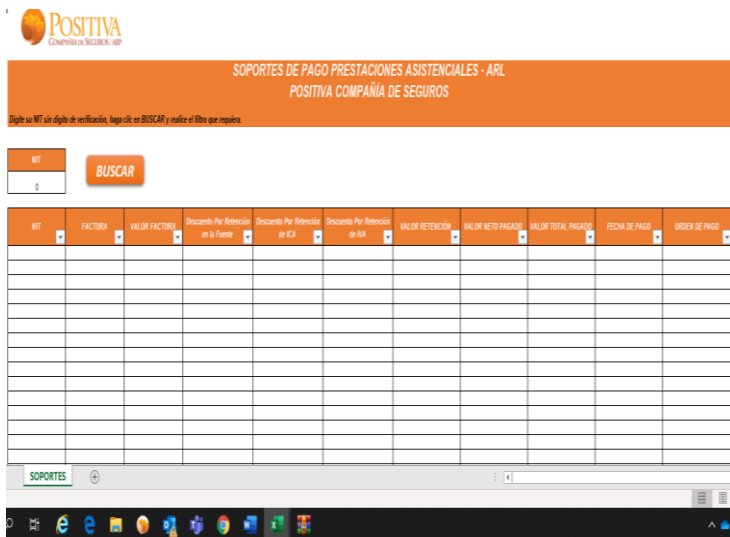 POSITIVA
COMPAÑÍA DE SEGUROS / ARP
SOPORTES DE PAGO PRESTACIONES ASISTENCIALES - ARL
POSITIVA COMPAÑÍA DE SEGUROS
Digite su NIT sin digito de verificación, haga clic en BUSCAR y realice el filtro que requiera.
NIT
BUSCAR
0
NIT
FACTURA
VALOR FACTURA
Descuento Por Retención
en la Fuente
Descuento Por Retención
de ICA
Descuento Por Retención
de IVA
VALOR RETENCIÓN
VALOR NETO PAGADO
VALOR TOTAL PAGADO
FECHA DE PAGO
ORDEN DE PAGO
SOPORTES